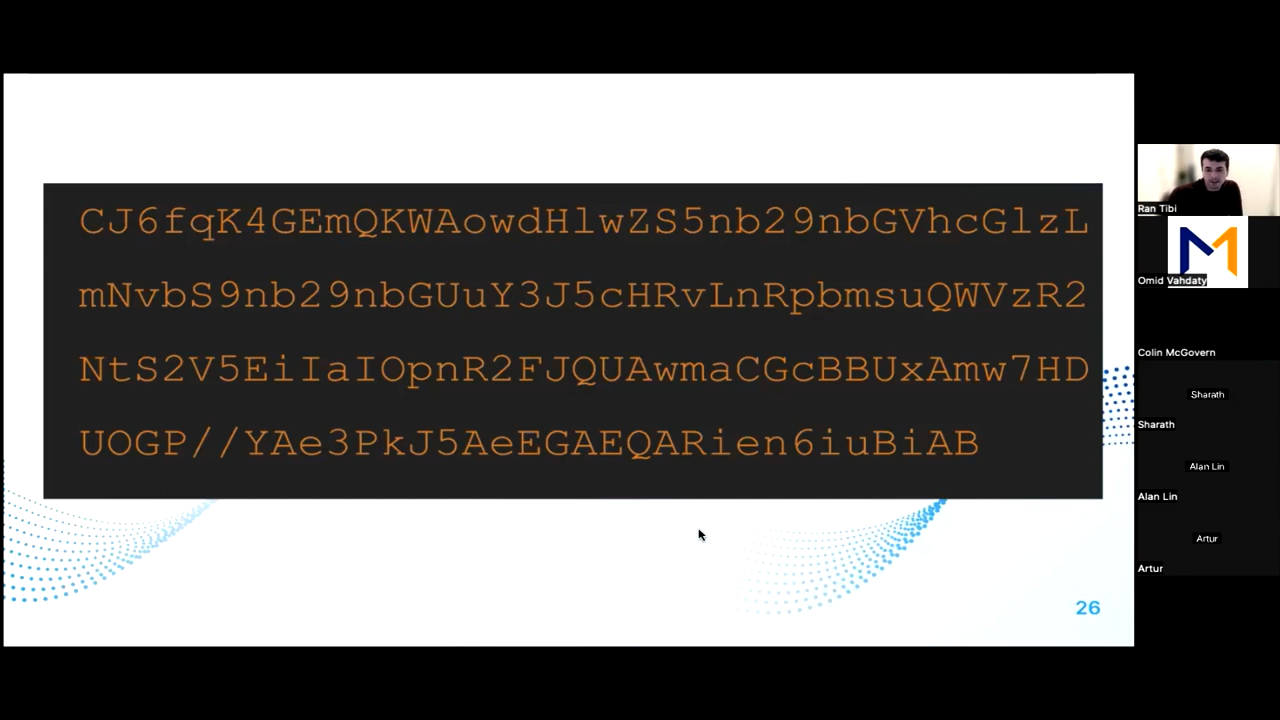 CJ6fqK4GEmQKWAowdHlwZS5nb29nbGVhcGlzL
mNvbS9nb29nbGUuY3J5cHRvLnRpbmsuQWVzR2
NtS2V5EiIaIOpnR2FJQUAwmaCGcBBUxAmw7HD
UOGP//YAe3PkJ5AeEGAEQARien6iuBiAB
26
Ran Tibi
Omid Vahdaty
Colin McGovern
Sharath
Sharath
Alan Lin
Alan Lin
Artur
Artur